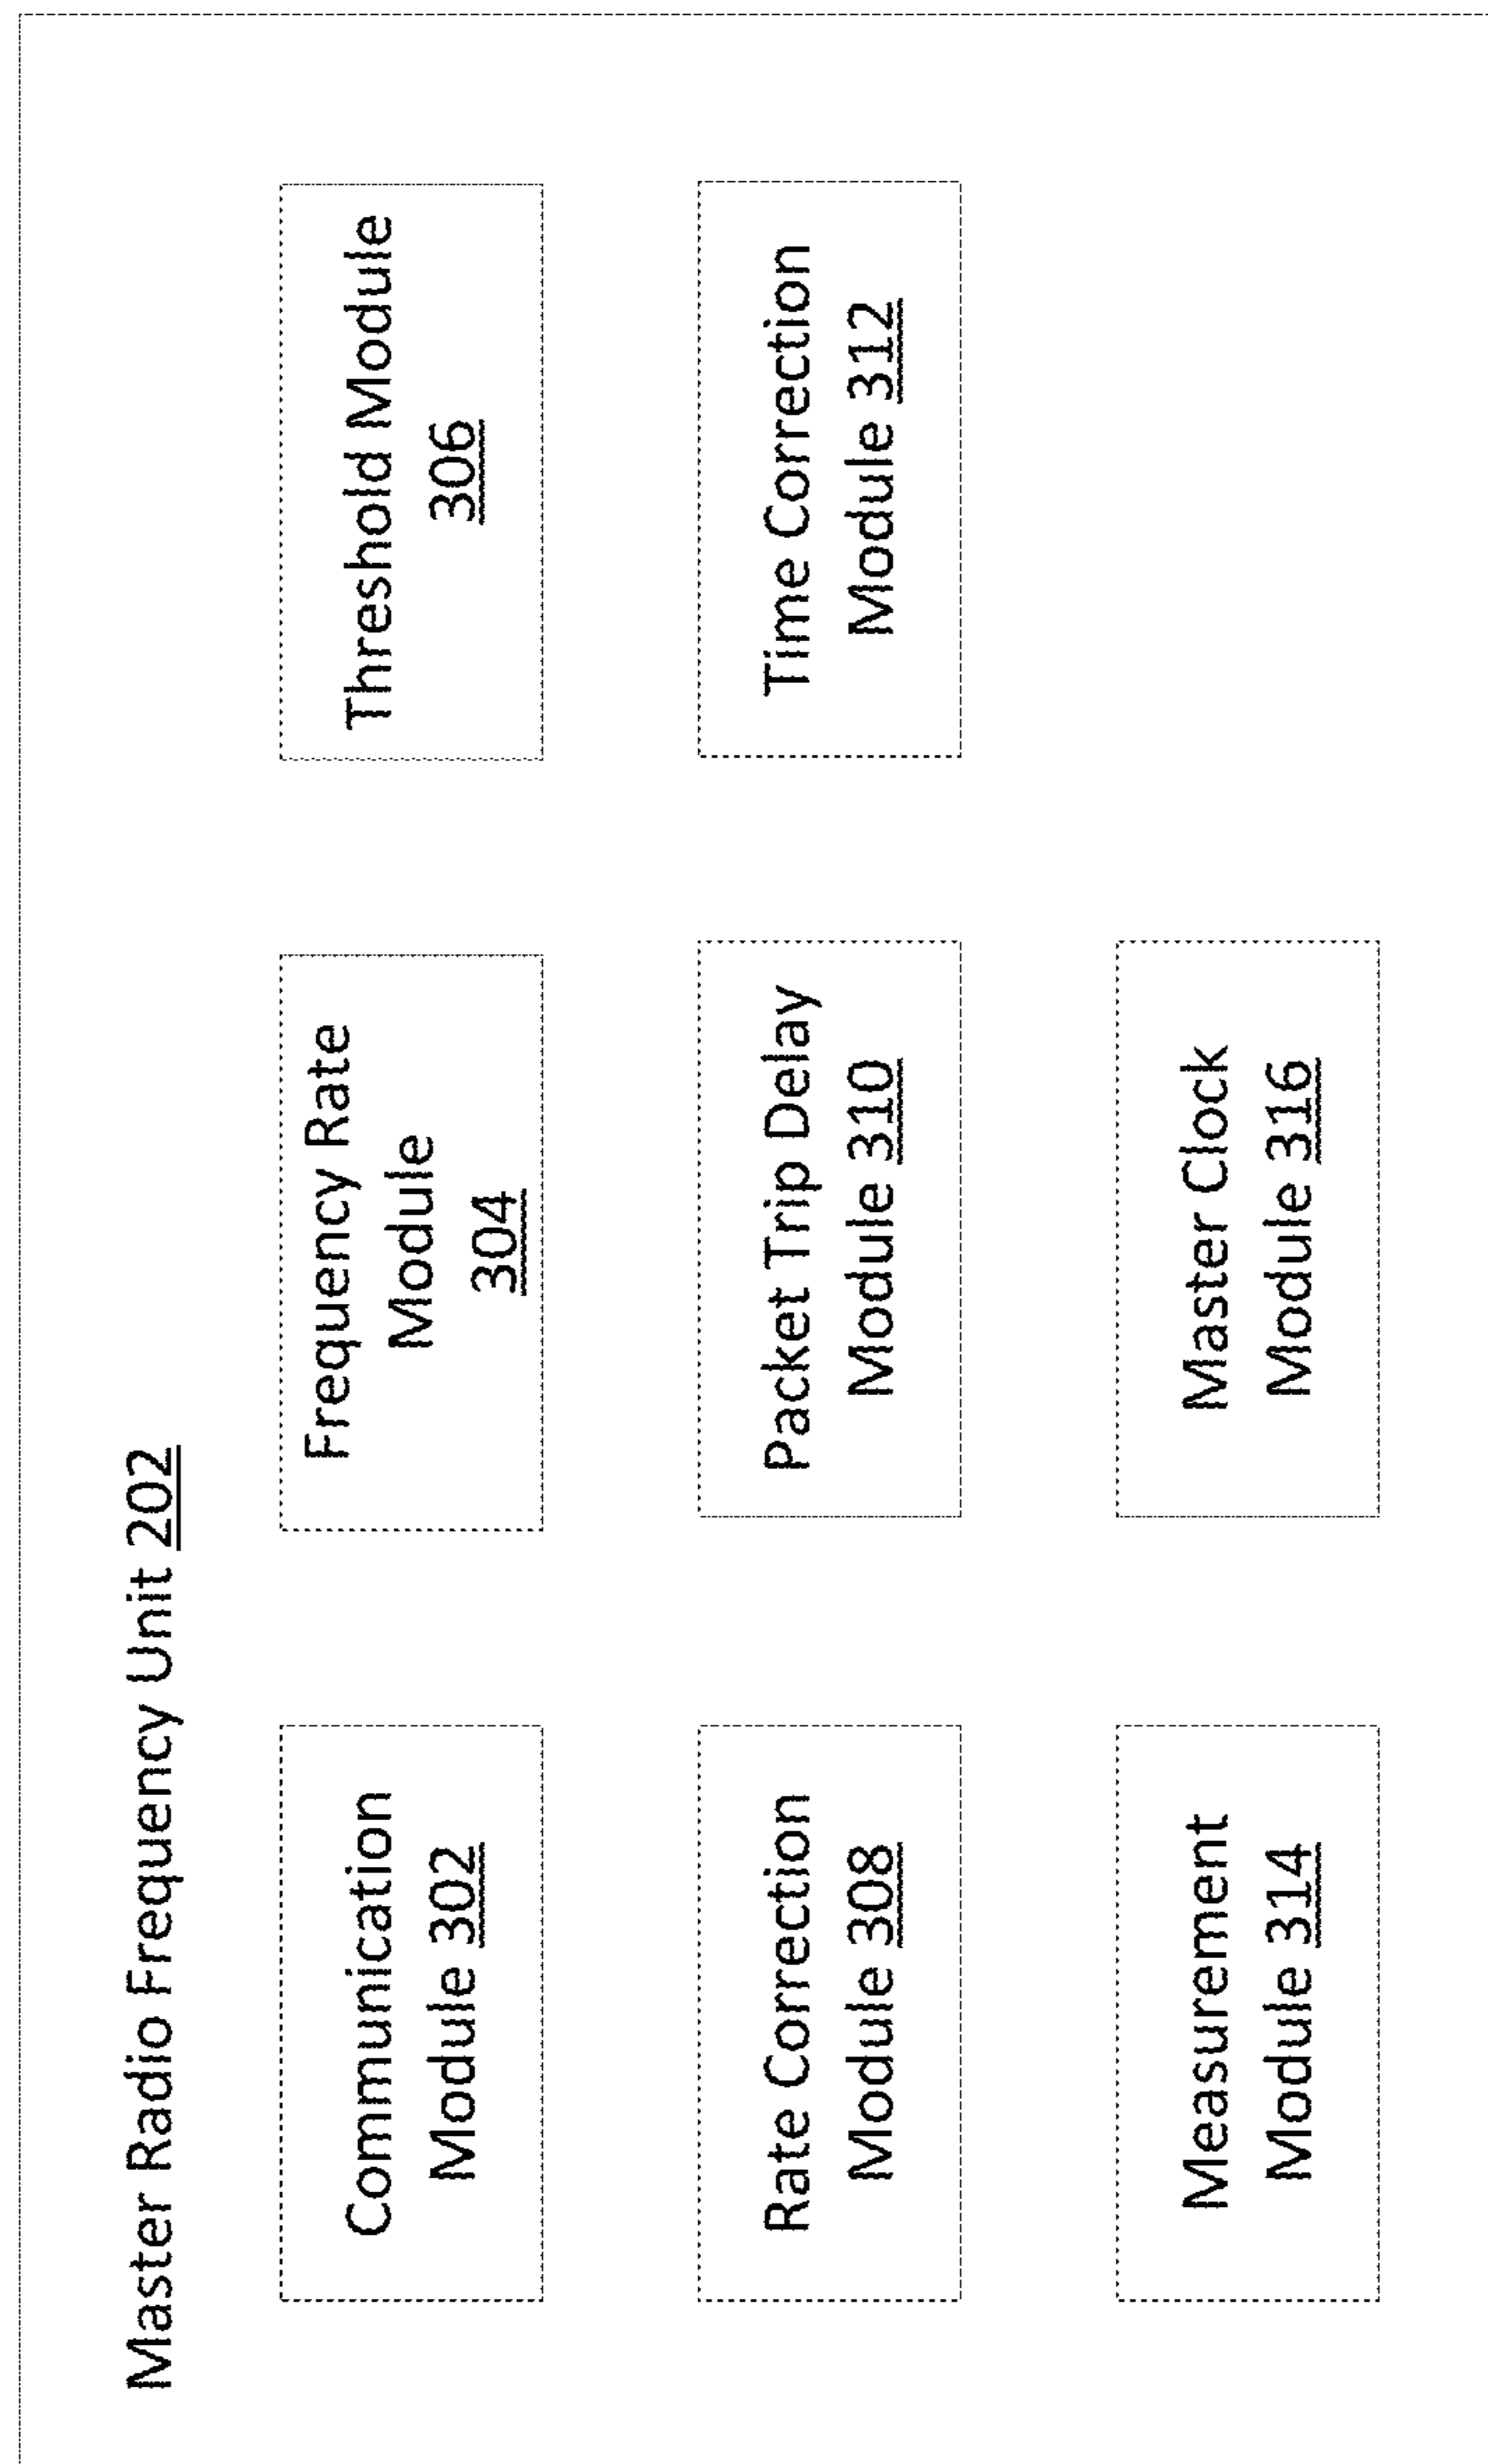 Master Radio Frequency Unit 202
Communication
Module 302
Frequency Rate
Module
304
Threshold Module
306
Rate Correction
Module 308
Packet Trip Delay
Module 310
Time Correction
Module 312
Measurement
Module 314
Master Clock
Module 316